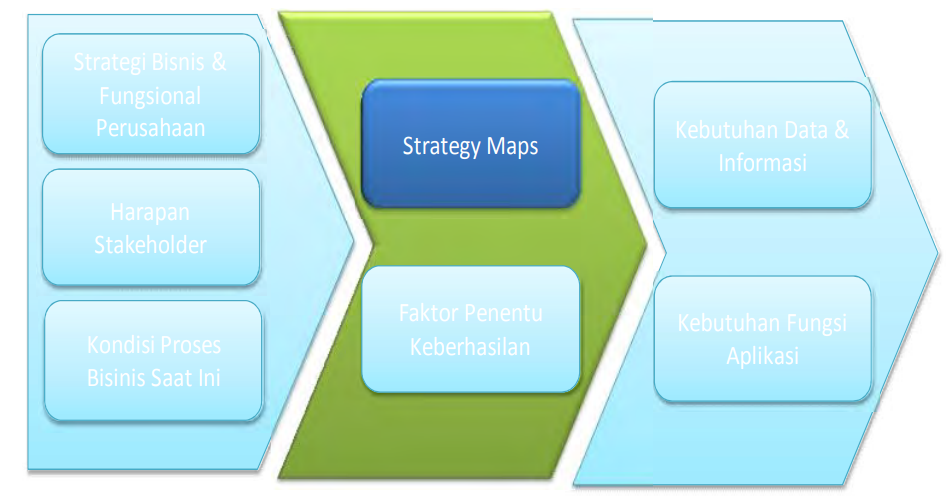 Strategi Bisnis &
Fungsional
Perusahaan
Harapan
Stakeholder
Kondisi Proses
Bisinis Saat Ini
Strategy Maps
Faktor Penentu
Keberhasilan
Kebutuhan Data &
Informasi
Kebutuhan Fungsi
Aplikasi